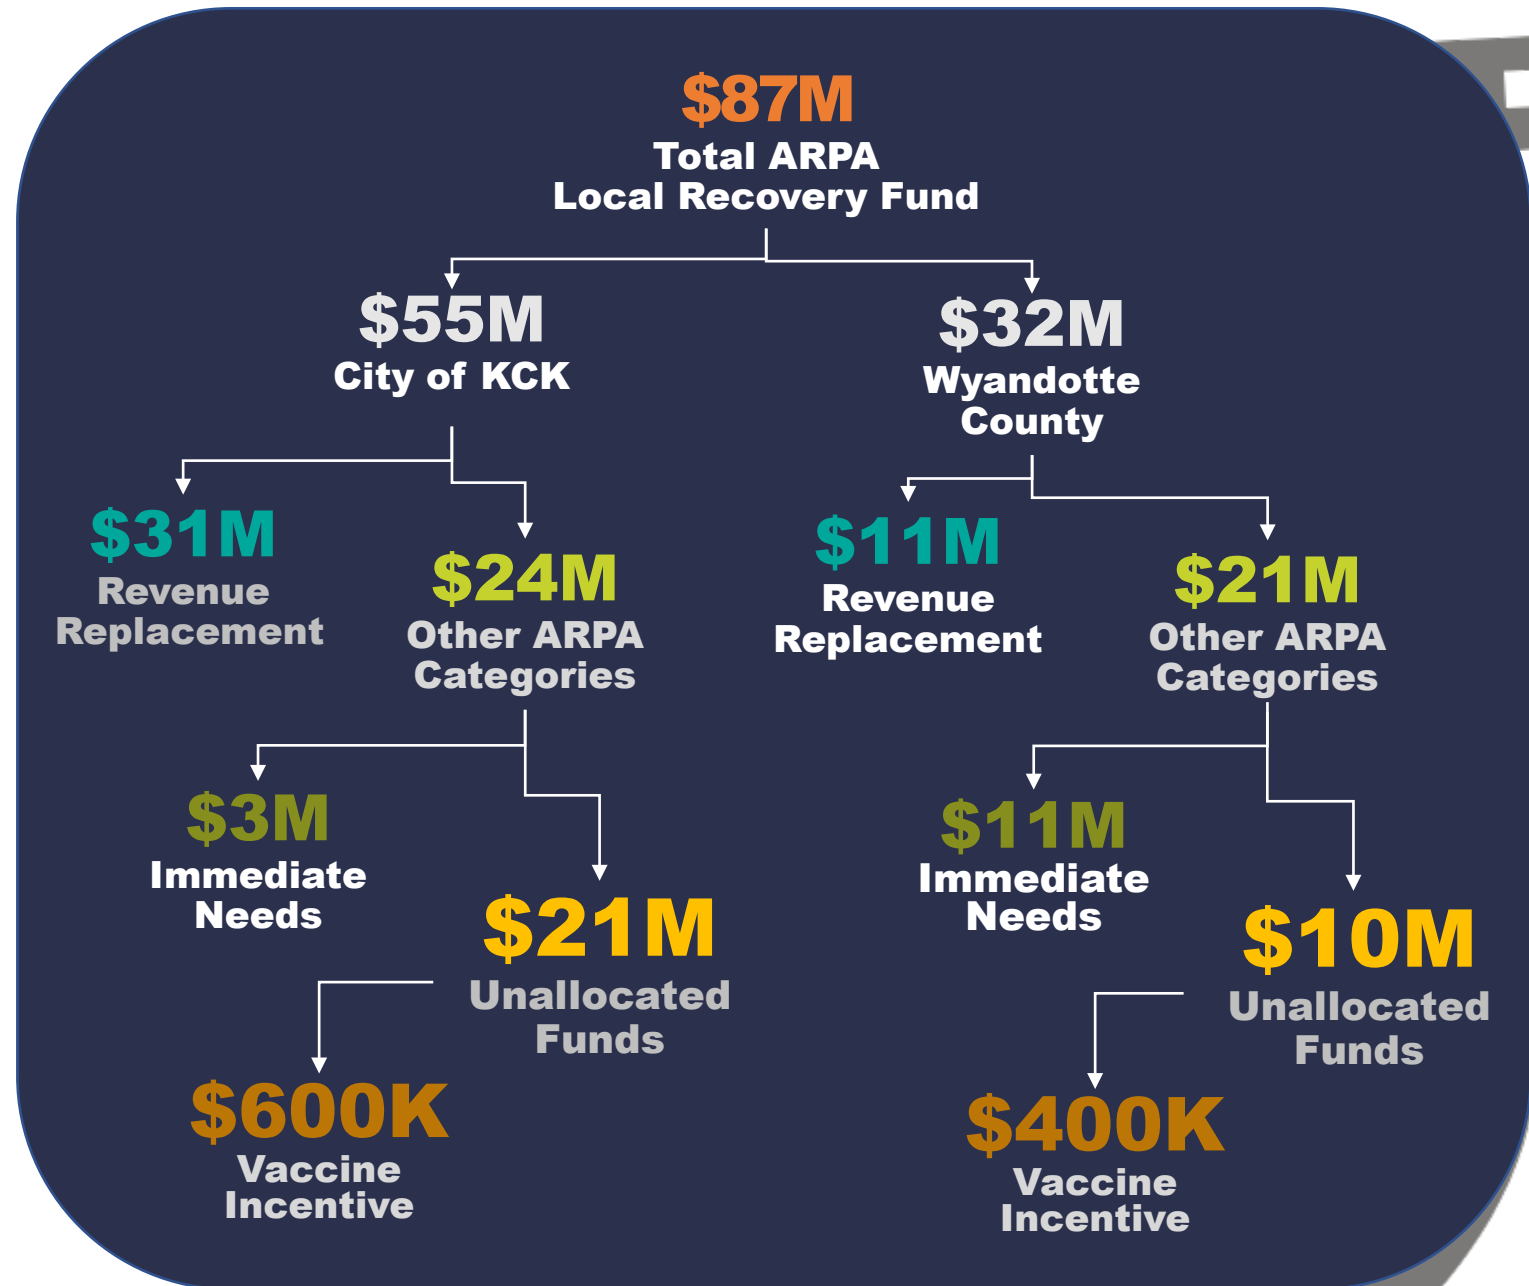 $87M
Total ARPA
Local Recovery Fund
$55M
City of KCK
$32M
Wyandotte
County
$31M
Revenue
Replacement
$24M
Other ARPA
Categories
$11M
Revenue
Replacement
$21M
Other ARPA
Categories
$3M
Immediate
Needs
$21M
Unallocated
Funds
$11M
Immediate
Needs
$10M
Unallocated
Funds
$600K
Vaccine
Incentive
$400K
Vaccine
Incentive